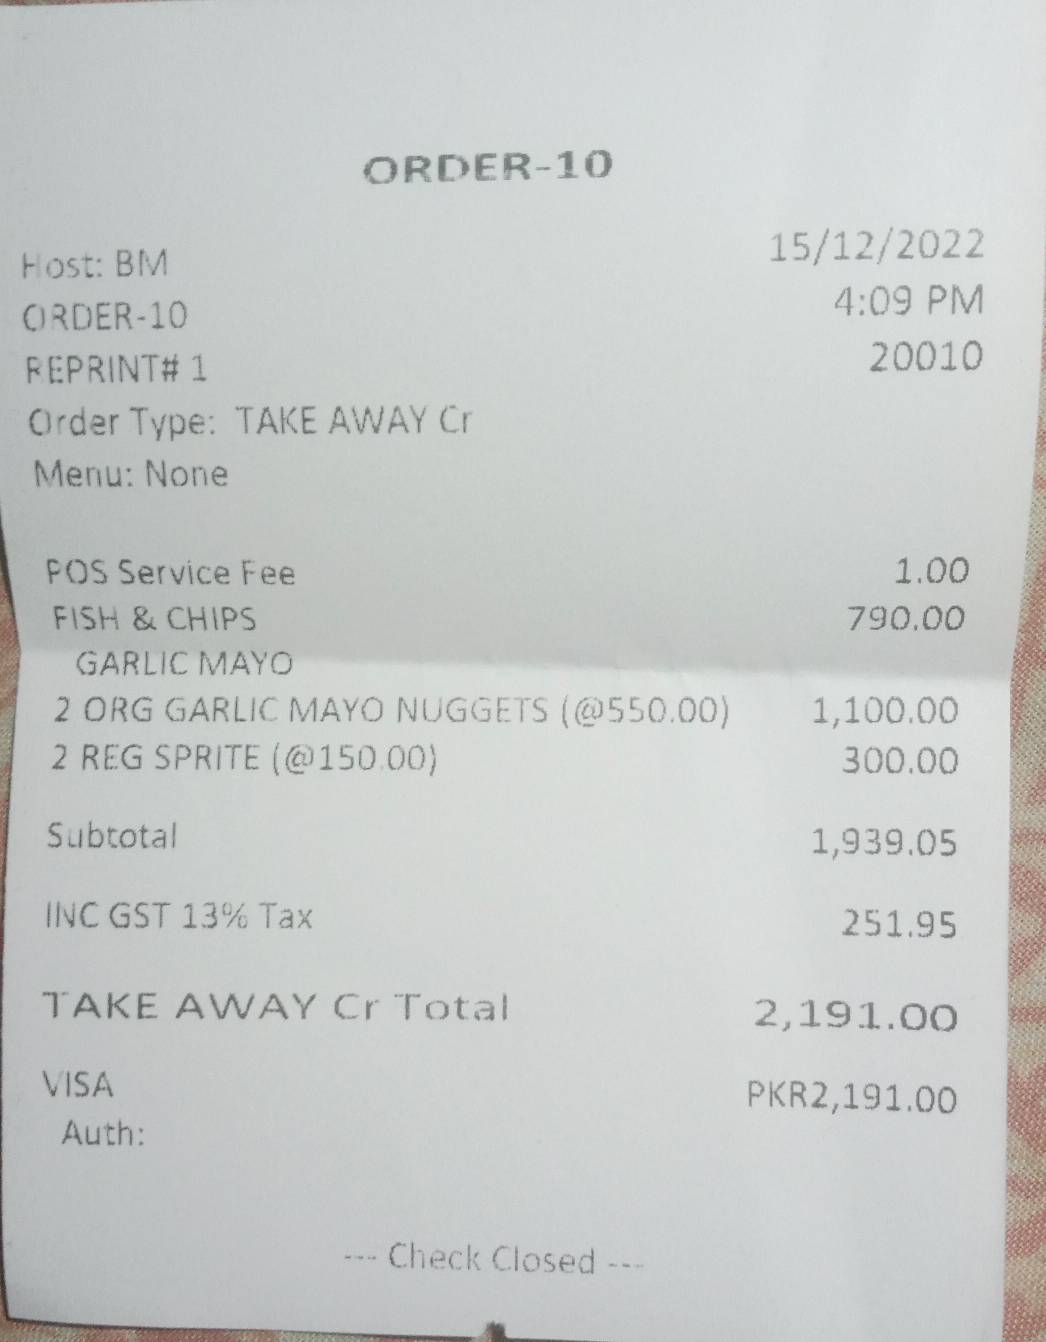 ORDER-10
Host: BM 15/12/2022
ORDER-10 4:09 PM
REPRINT# 1 20010
Order Type: TAKE AWAY Cr
Menu: None
POS Service Fee 1.00
FISH & CHIPS 790.00
GARLIC MAYO
2 ORG GARLIC MAYO NUGGETS (@550.00) 1,100.00
2 REG SPRITE (@150.00) 300.00
Subtotal 1,939.05
INC GST 13% Tax 251.95
TAKE AWAY Cr Total 2,191.00
VISA PKR2,191.00
Auth:
--- Check Closed ---